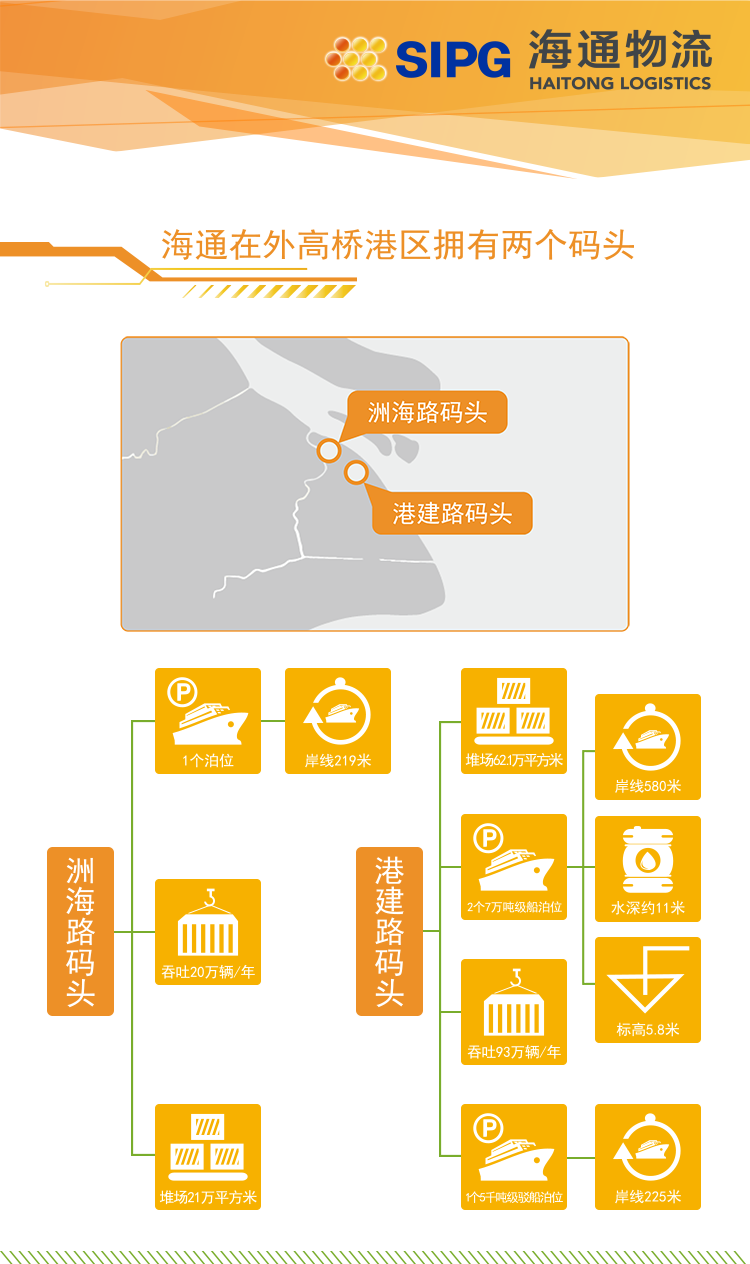 SIPG 海通物流
HAITONG LOGISTICS
海通在外高桥港区拥有两个码头
洲海路码头
港建路码头
洲海路码头
P
1个泊位
岸线219米
吞吐20万辆/年
堆场21万平方米
港建路码头
堆场62.1万平方米
P
2个7万吨级船泊位
岸线580米
水深约11米
标高5.8米
吞吐93万辆/年
P
1个5千吨级驳船泊位
岸线225米